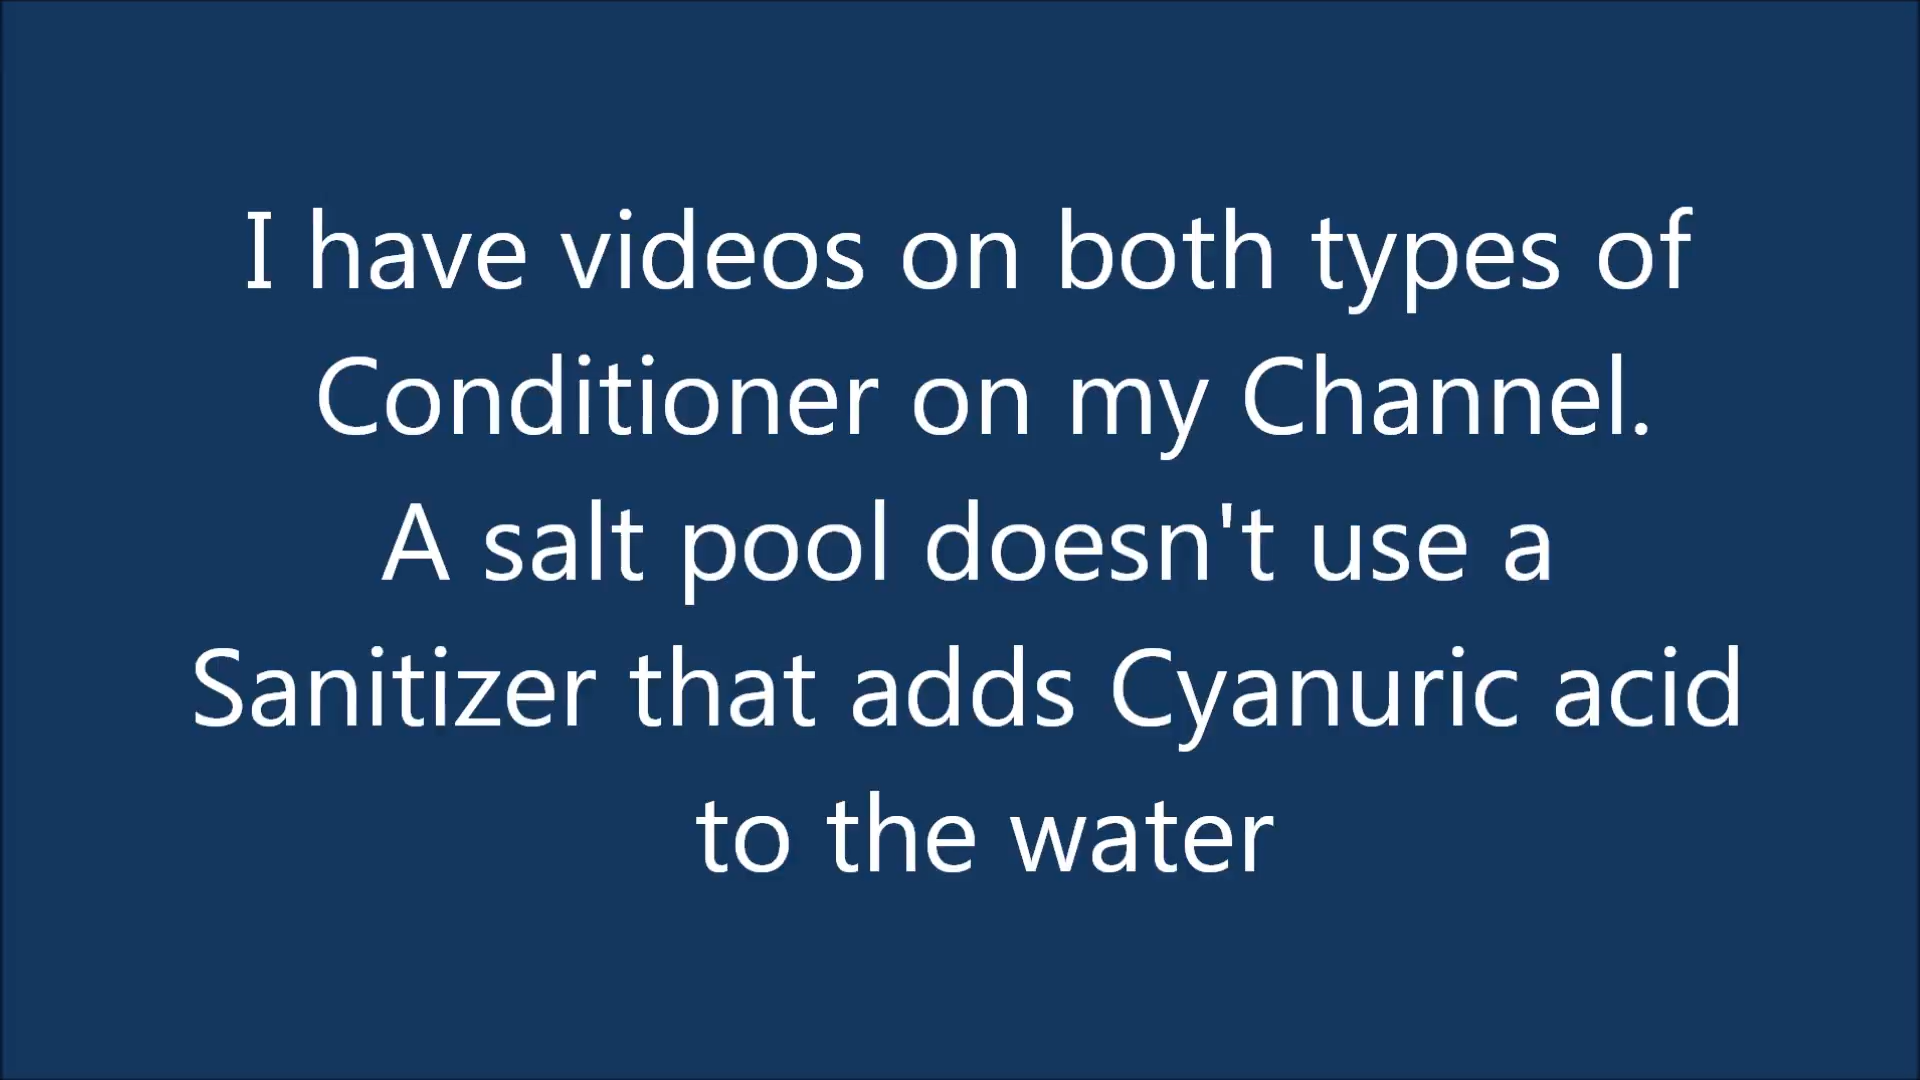 I have videos on both types of
Conditioner on my Channel.
A salt pool doesn't use a
Sanitizer that adds Cyanuric acid
to the water